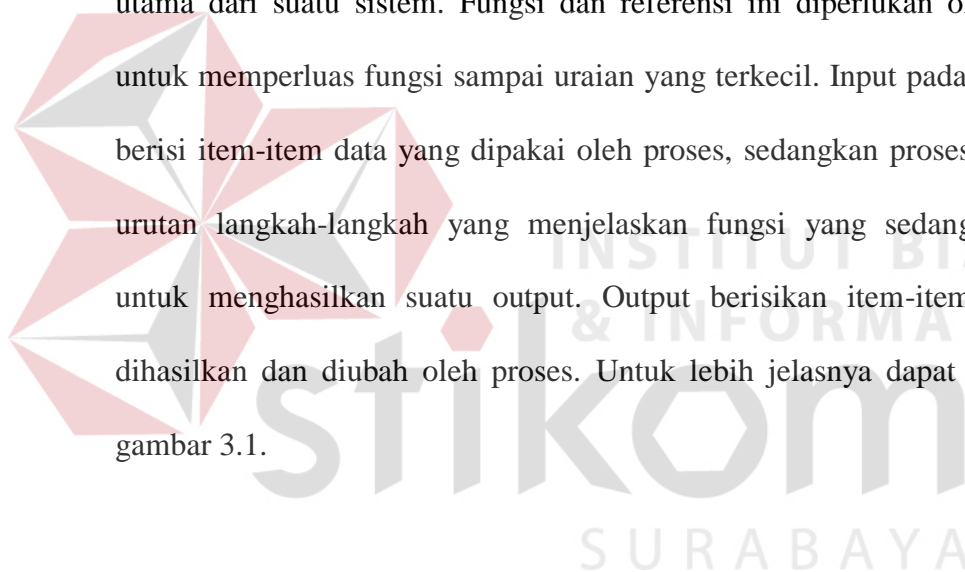 utama dari suatu sistem. Fungsi dan referensi ini diperlukan
untuk memperluas fungsi sampai uraian yang terkecil. Input pada
berisi item-item data yang dipakai oleh proses, sedangkan proses
urutan langkah-langkah yang menjelaskan fungsi yang sedang
INSTITUT
untuk menghasilkan suatu output. Output berisikan item-item
& INFORMA
dihasilkan dan diubah oleh proses. Untuk lebih jelasnya dapat
stikom
gambar 3.1.
SURABAYA